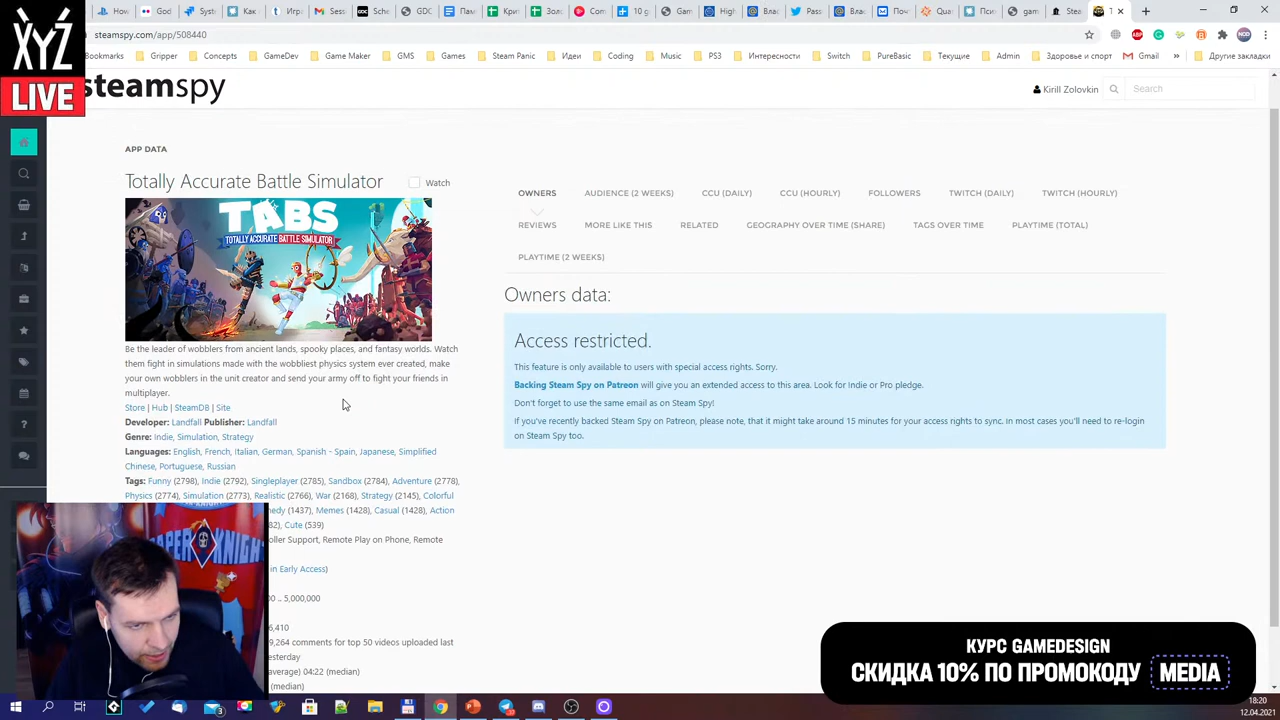 XYZ
LIVE
steamspy.com/app/508440
Bookmarks Gripper Concepts GameDev Game Maker GMS Games Steam Panic Идеи Coding Music PS3 Интересности Switch PureBasic Текущие Admin Здоровье и спорт Gmail » Другие закладки
steamspy
Kirill Zolovkin
Search
APP DATA
Totally Accurate Battle Simulator
Watch
TABS
TOTALLY ACCURATE BATTLE SIMULATOR
Be the leader of wobblers from ancient lands, spooky places, and fantasy worlds. Watch
them fight in simulations made with the wobbliest physics system ever created, make
your own wobblers in the unit creator and send your army off to fight your friends in
multiplayer.
Store | Hub | SteamDB | Site
Developer: Landfall Publisher: Landfall
Genre: Indie, Simulation, Strategy
Languages: English, French, Italian, German, Spanish - Spain, Japanese, Simplified
Chinese, Portuguese, Russian
Tags: Funny (2798), Indie (2792), Singleplayer (2785), Sandbox (2784), Adventure (2778),
Physics (2774), Simulation (2773), Realistic (2766), War (2168), Strategy (2145), Colorful
(1437), Memes (1428), Casual (1428), Action
Cute (539)
Support, Remote Play on Phone, Remote
in Early Access)
5,000,000
6,410
9,264 comments for top 50 videos uploaded last
04:22 (median)
(median)
OWNERS AUDIENCE (2 WEEKS) CCU (DAILY) CCU (HOURLY) FOLLOWERS TWITCH (DAILY) TWITCH (HOURLY)
REVIEWS MORE LIKE THIS RELATED GEOGRAPHY OVER TIME (SHARE) TAGS OVER TIME PLAYTIME (TOTAL)
PLAYTIME (2 WEEKS)
Owners data:
Access restricted.
This feature is only available to users with special access rights. Sorry.
Backing Steam Spy on Patreon will give you an extended access to this area. Look for Indie or Pro pledge.
Don't forget to use the same email as on Steam Spy!
If you've recently backed Steam Spy on Patreon, please note, that it might take around 15 minutes for your access rights to sync. In most cases you'll need to re-login
on Steam Spy too.
КУРС GAMEDESIGN
СКИДКА 10% ПО ПРОМОКОДУ MEDIA
18:20
12.04.2021